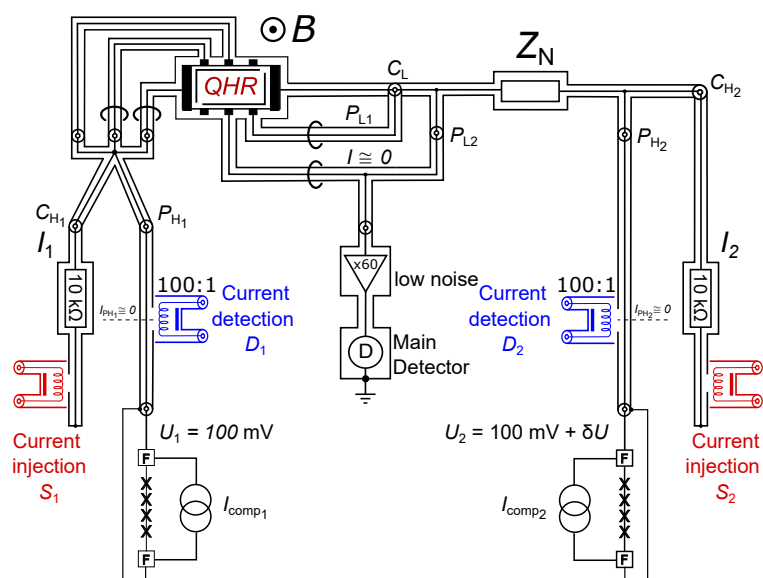 B
QHR
Z_N
C_L
C_H2
P_L1
P_L2
P_H2
I ≅ 0
C_H1
P_H1
I_1
I_2
x60
low noise
10 kΩ
10 kΩ
100:1
100:1
I_PH1 ≅ 0
I_PH2 ≅ 0
Current
detection
D_1
Current
detection
D_2
D
Main
Detector
Current
injection
S_1
Current
injection
S_2
U_1 = 100 mV
U_2 = 100 mV + δU
F
F
I_comp1
I_comp2
F
F